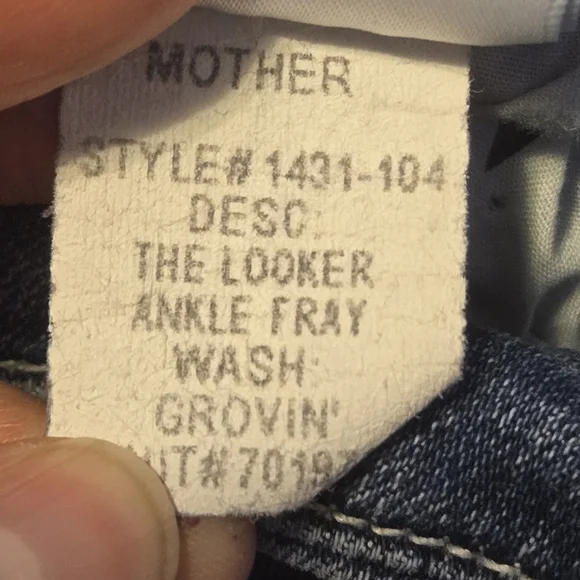 MOTHER
STYLE# 1431-104
DESC:
THE LOOKER
ANKLE FRAY
WASH:
GROVIN'